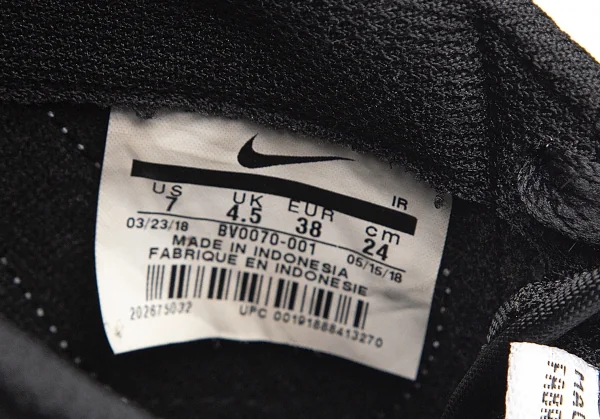 IR
US UK EUR cm
7 4.5 38 24
03/23/18 BV0070-001 05/15/18
MADE IN INDONESIA
FABRIQUE EN INDONESIE
202675032 UPC 00191888413270